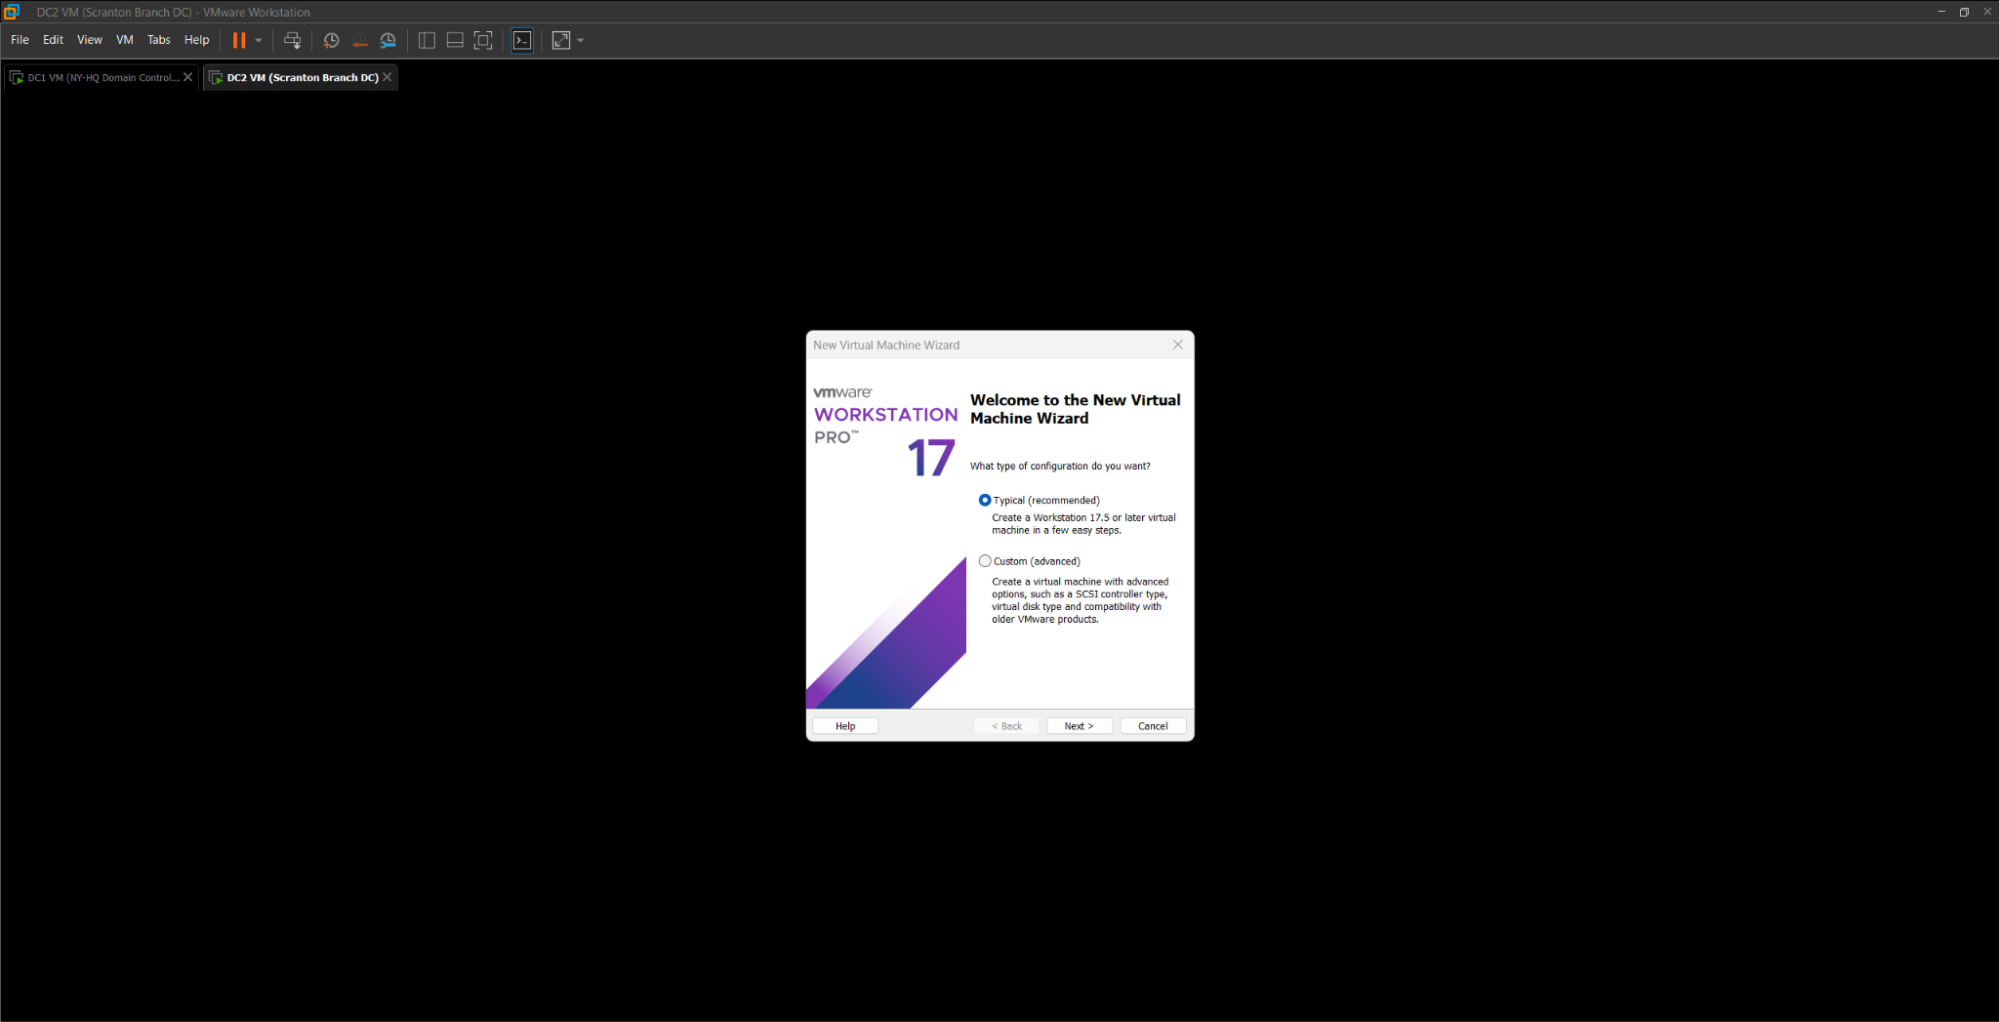 DC2 VM (Scranton Branch DC) - VMware Workstation
File Edit View VM Tabs Help
DC1 VM (NY-HQ Domain Control... DC2 VM (Scranton Branch DC)
New Virtual Machine Wizard
vmware®
WORKSTATION
PRO™
17
Welcome to the New Virtual
Machine Wizard
What type of configuration do you want?
Typical (recommended)
Create a Workstation 17.5 or later virtual
machine in a few easy steps.
Custom (advanced)
Create a virtual machine with advanced
options, such as a SCSI controller type,
virtual disk type and compatibility with
older VMware products.
Help < Back Next > Cancel